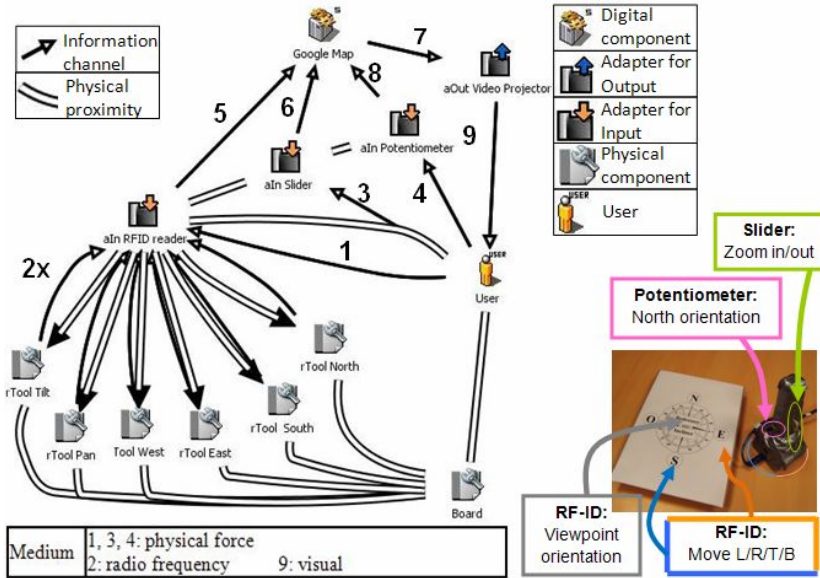 Information
channel
Physical
proximity
s
Google Map
7
aOut Video Projector
5
6
8
aIn Potentiometer
9
aIn Slider
3
4
aIn RFID reader
1
2x
USER
User
rTool Tilt
rTool North
rTool Pan
Tool West
rTool East
rTool South
Board
s
Digital
component
Adapter for
Output
Adapter for
Input
Physical
component
USER
User
Slider:
Zoom in/out
Potentiometer:
North orientation
N
O
E
S
RF-ID:
Viewpoint
orientation
RF-ID:
Move L/R/T/B
Medium
1, 3, 4: physical force
2: radio frequency 9: visual